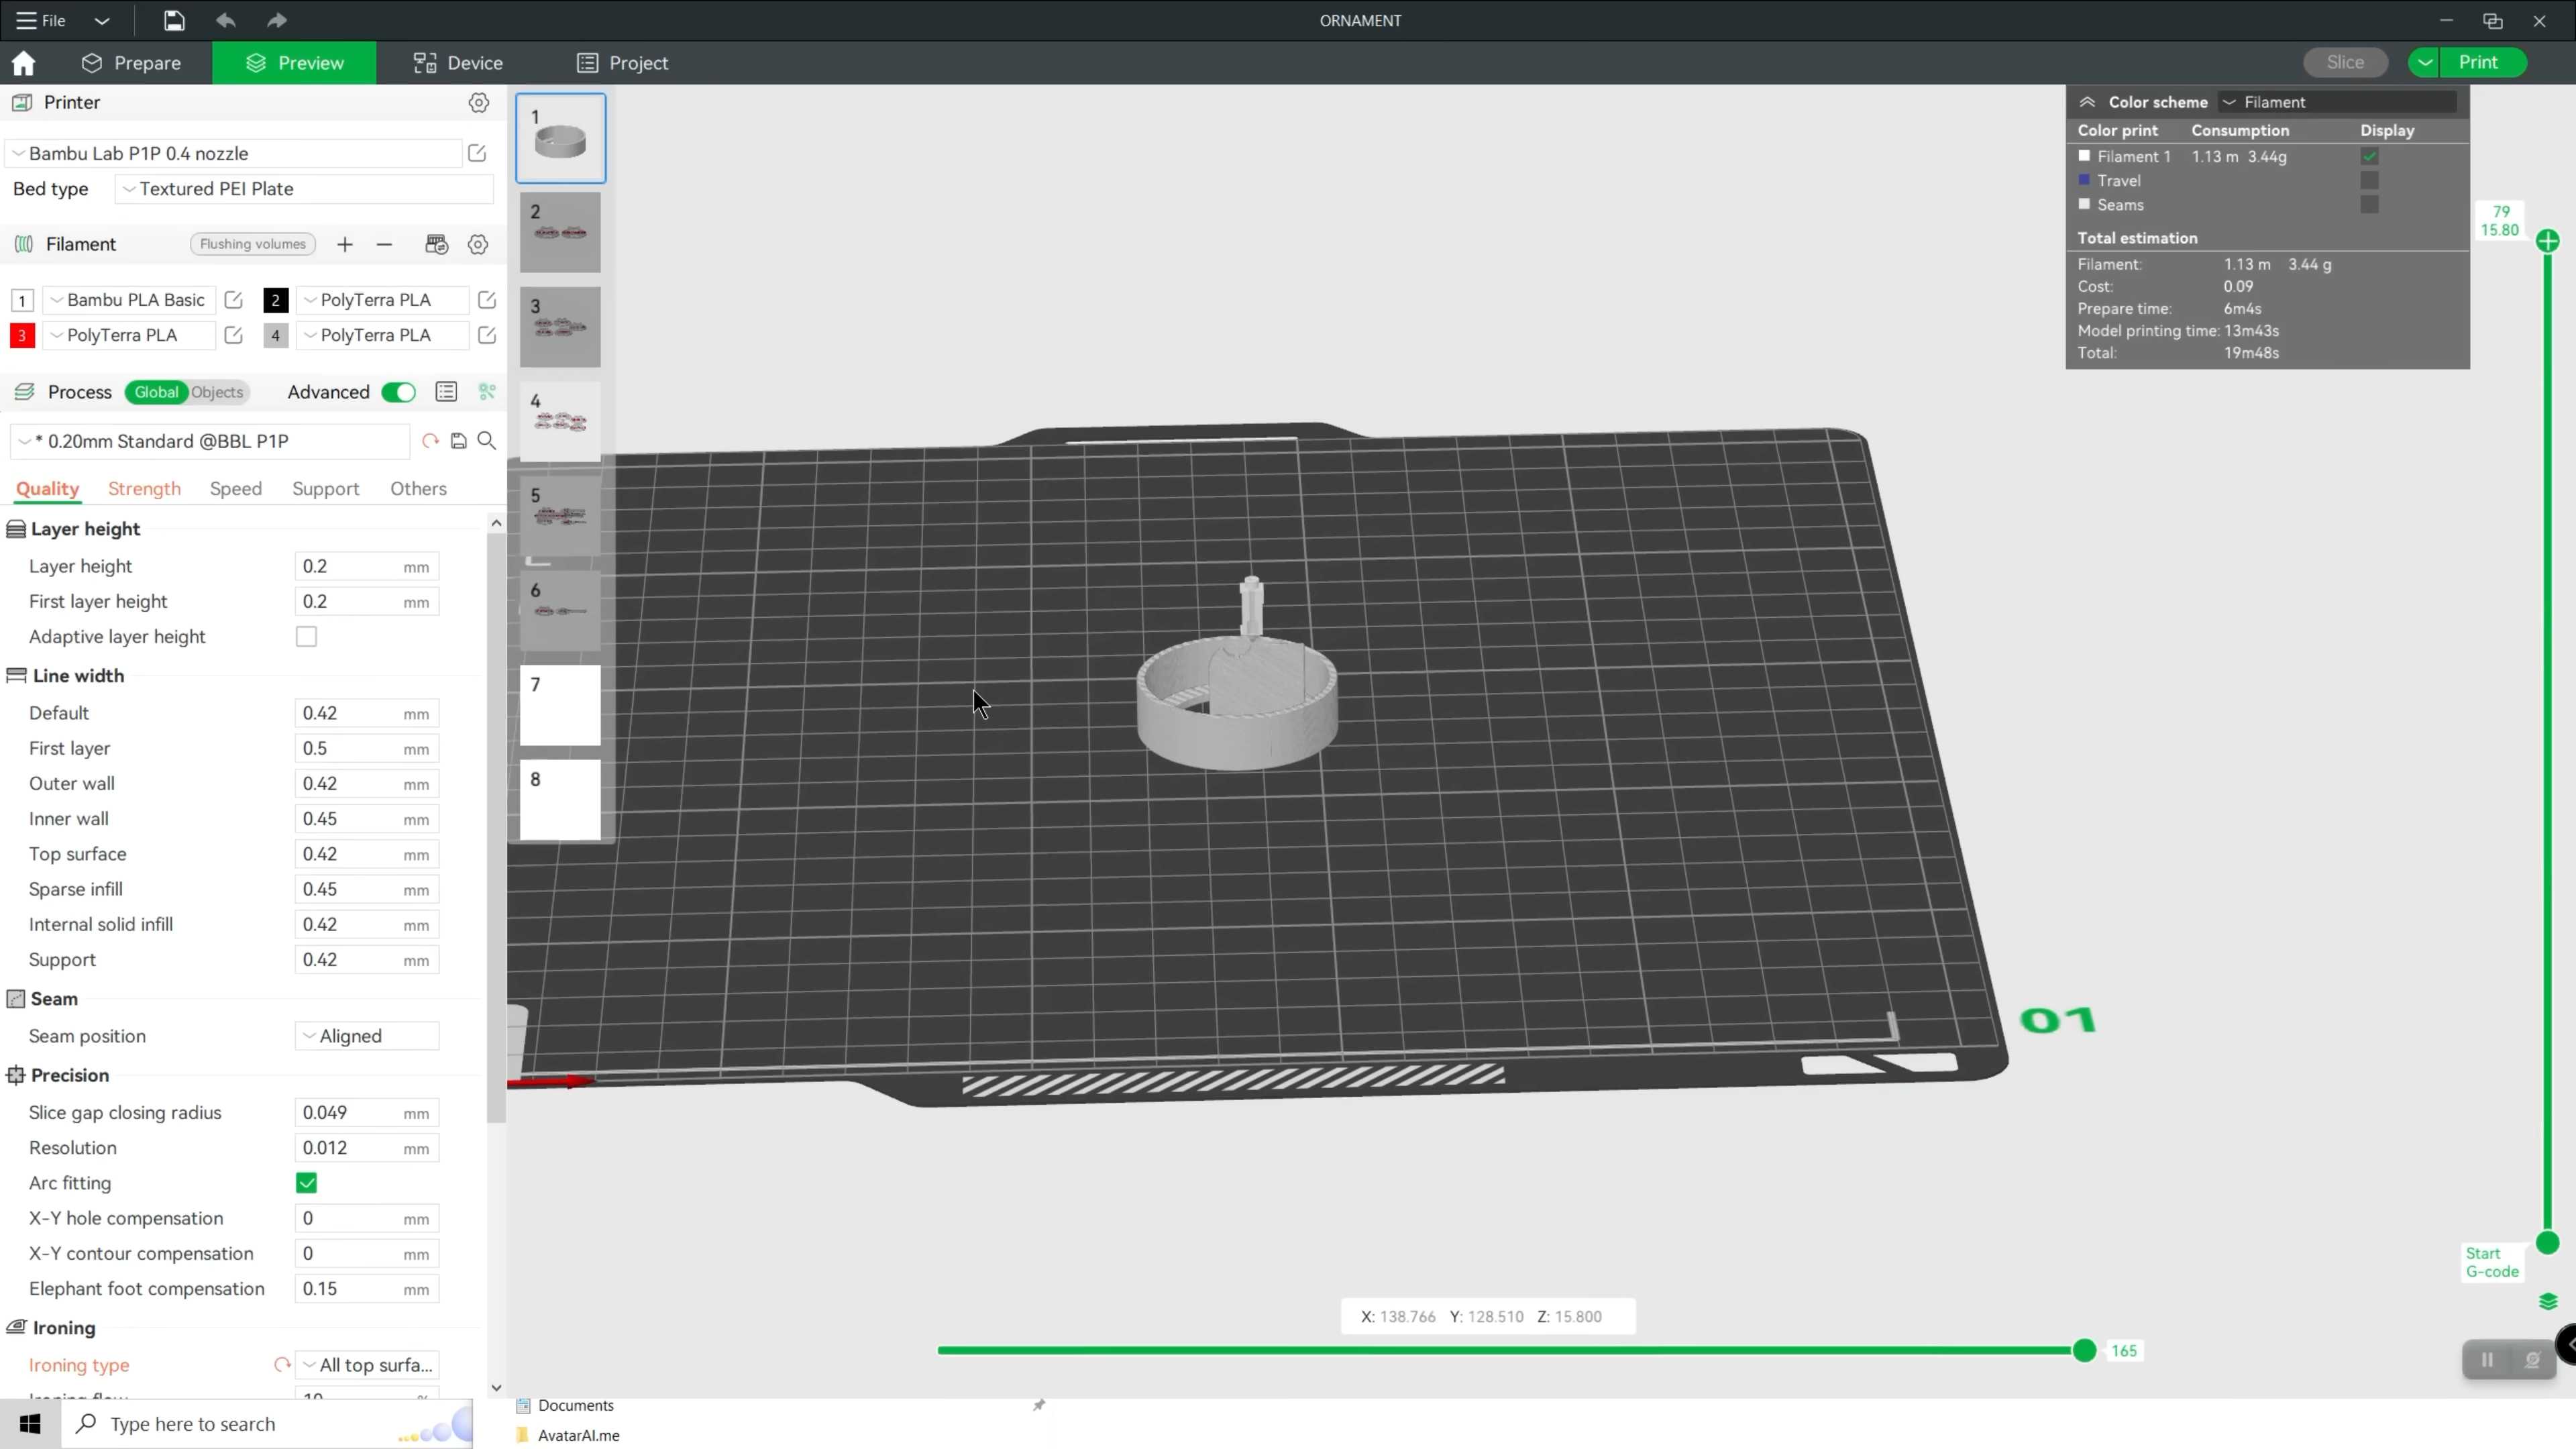 File
ORNAMENT
Prepare
Preview
Device
Project
Slice
Print
Printer
Bambu Lab P1P 0.4 nozzle
Bed type
Textured PEI Plate
Filament
Flushing volumes
1
Bambu PLA Basic
2
PolyTerra PLA
3
PolyTerra PLA
4
PolyTerra PLA
Process
Global
Objects
Advanced
* 0.20mm Standard @BBL P1P
Quality
Strength
Speed
Support
Others
Layer height
Layer height
0.2 mm
First layer height
0.2 mm
Adaptive layer height
Line width
Default
0.42 mm
First layer
0.5 mm
Outer wall
0.42 mm
Inner wall
0.45 mm
Top surface
0.42 mm
Sparse infill
0.45 mm
Internal solid infill
0.42 mm
Support
0.42 mm
Seam
Seam position
Aligned
Precision
Slice gap closing radius
0.049 mm
Resolution
0.012 mm
Arc fitting
X-Y hole compensation
0 mm
X-Y contour compensation
0 mm
Elephant foot compensation
0.15 mm
Ironing
Ironing type
All top surfa...
1
2
3
4
5
6
7
8
Color scheme
Filament
Color print Consumption Display
Filament 1 1.13 m 3.44g
Travel
Seams
Total estimation
Filament: 1.13 m 3.44 g
Cost: 0.09
Prepare time: 6m4s
Model printing time: 13m43s
Total: 19m48s
79
15.80
01
Start
G-code
X: 138.766 Y: 128.510 Z: 15.800
165
Type here to search
Documents
AvatarAI.me